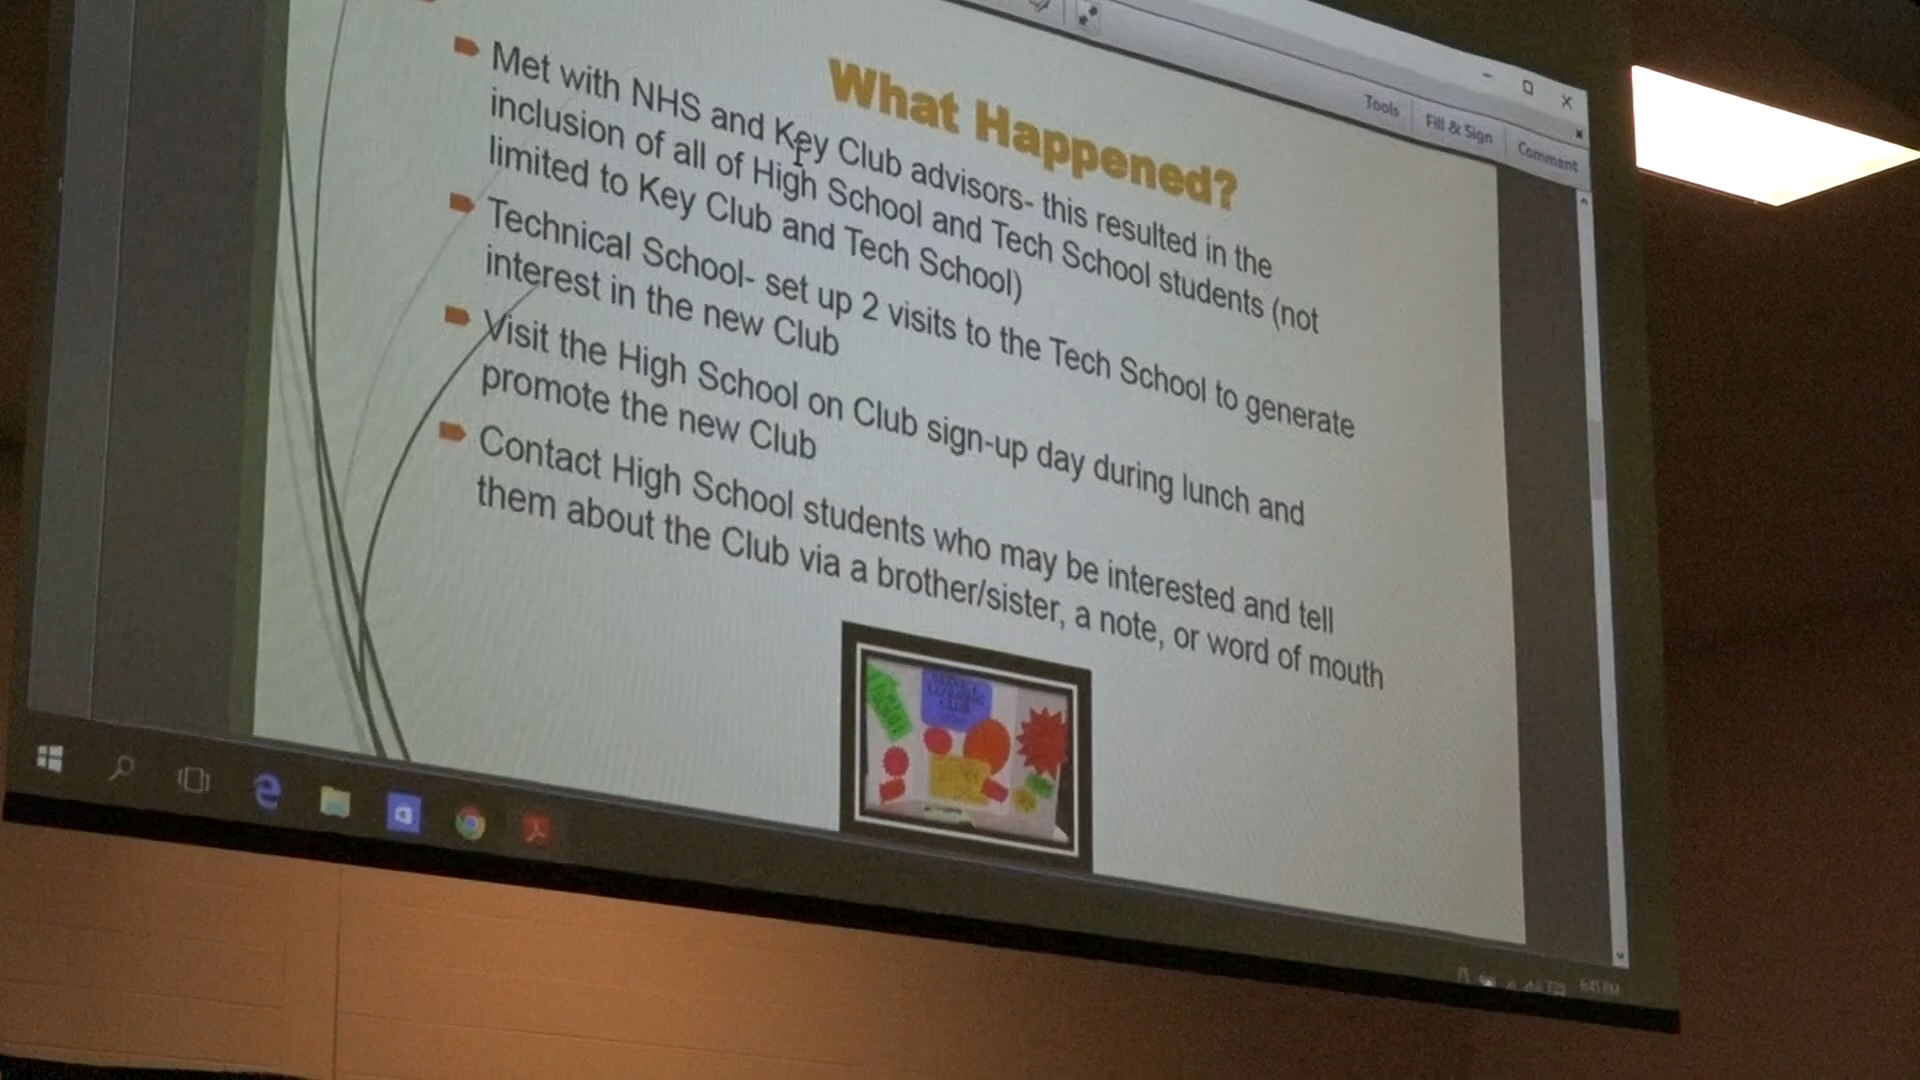 Tools
Fill & Sign
Comment
What Happened?
Met with NHS and Key Club advisors- this resulted in the
inclusion of all of High School and Tech School students (not
limited to Key Club and Tech School)
Technical School- set up 2 visits to the Tech School to generate
interest in the new Club
Visit the High School on Club sign-up day during lunch and
promote the new Club
Contact High School students who may be interested and tell
them about the Club via a brother/sister, a note, or word of mouth
6:45 PM